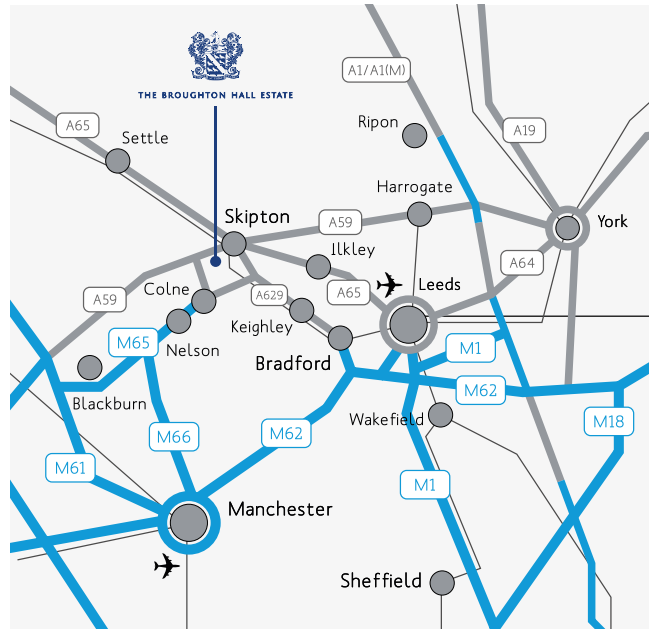 THE BROUGHTON HALL ESTATE
A1/A1(M)
A65
Settle
Ripon
A19
Harrogate
Skipton
A59
York
Ilkley
A64
Colne
A59
A629
A65
Leeds
Keighley
M65
Nelson
Bradford
M1
Blackburn
M62
Wakefield
M18
M66
M62
M61
M1
Manchester
Sheffield